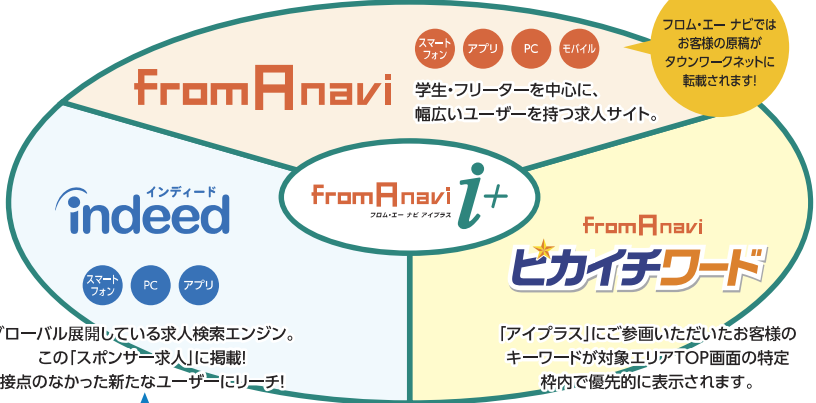 フロム・エー ナビでは
お客様の原稿が
タウンワークネットに
転載されます!
スマート
フォン
アプリ
PC
モバイル
fromAnavi
学生・フリーターを中心に、
幅広いユーザーを持つ求人サイト。
fromAnavi i+
フロム・エー ナビ アイプラス
インディード
indeed
スマート
フォン
PC
アプリ
グローバル展開している求人検索エンジン。
この「スポンサー求人」に掲載!
接点のなかった新たなユーザーにリーチ!
fromAnavi
ピカイチワード
「アイプラス」にご参画いただいたお客様の
キーワードが対象エリアTOP画面の特定
枠内で優先的に表示されます。